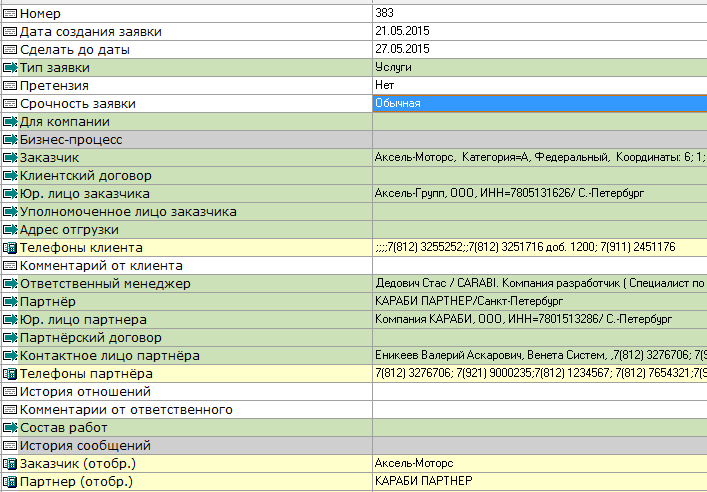 Номер 383
Дата создания заявки 21.05.2015
Сделать до даты 27.05.2015
Тип заявки Услуги
Претензия Нет
Срочность заявки Обычная
Для компании
Бизнес-процесс
Заказчик Аксель-Моторс, Категория=A, Федеральный, Координаты: 6; 1;
Клиентский договор
Юр. лицо заказчика Аксель-Групп, ООО, ИНН=7805131626/ С.-Петербург
Уполномоченное лицо заказчика
Адрес отгрузки
Телефоны клиента ;;;;7(812) 3255252;;7(812) 3251716 доб. 1200; 7(911) 2451176
Комментарий от клиента
Ответственный менеджер Дедович Стас / CARABI. Компания разработчик ( Специалист по
Партнёр КАРАБИ ПАРТНЕР/Санкт-Петербург
Юр. лицо партнера Компания КАРАБИ, ООО, ИНН=7801513286/ С.-Петербург
Партнёрский договор
Контактное лицо партнёра Еникеев Валерий Аскарович, Венета Систем, ,7(812) 3276706; 7(9
Телефоны партнёра 7(812) 3276706; 7(921) 9000235;7(812) 1234567; 7(812) 7654321;7(9
История отношений
Комментарии от ответственного
Состав работ
История сообщений
Заказчик (отобр.) Аксель-Моторс
Партнер (отобр.) КАРАБИ ПАРТНЕР